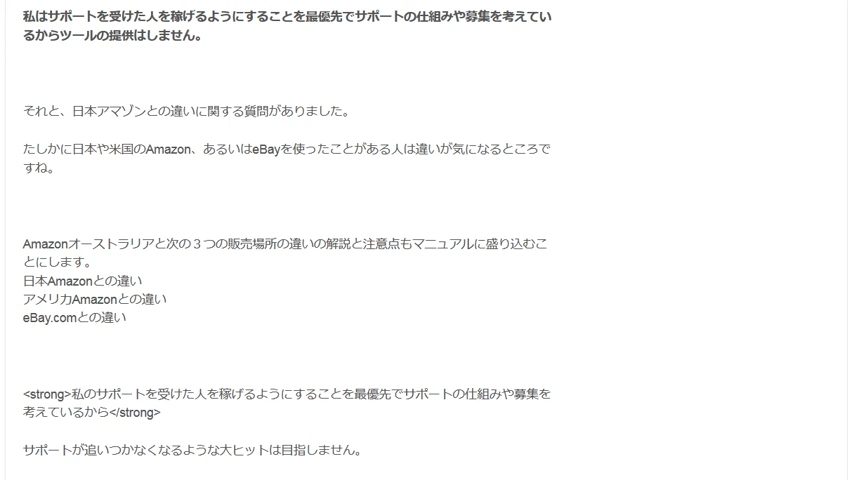 私はサポートを受けた人を稼げるようにすることを最優先でサポートの仕組みや募集を考えてい
るからツールの提供はしません。
それと、日本アマゾンとの違いに関する質問がありました。
たしかに日本や米国のAmazon、あるいはeBayを使ったことがある人は違いが気になるところで
すね。
Amazonオーストラリアと次の３つの販売場所の違いの解説と注意点もマニュアルに盛り込むこ
とにします。
日本Amazonとの違い
アメリカAmazonとの違い
eBay.comとの違い
<strong>私のサポートを受けた人を稼げるようにすることを最優先でサポートの仕組みや募集を
考えているから</strong>
サポートが追いつかなくなるような大ヒットは目指しません。